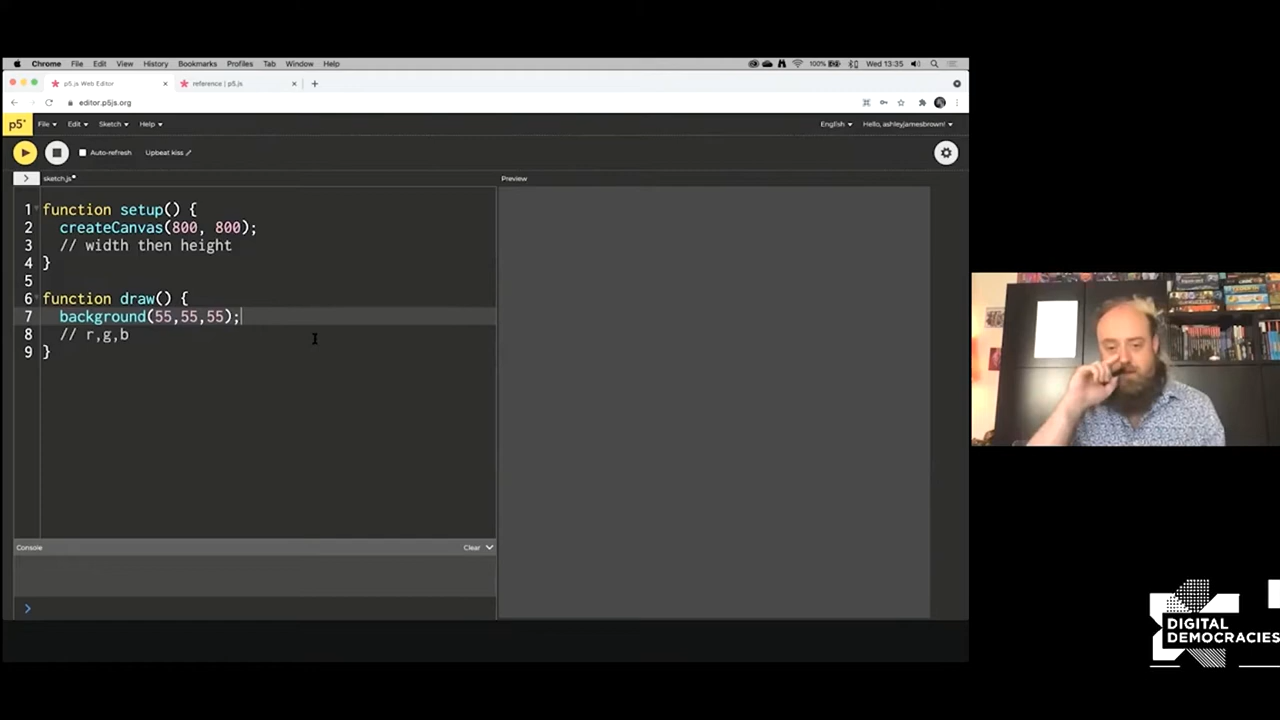 Chrome File Edit View History Bookmarks Profiles Tab Window Help 100% Wed 13:35
p5.js Web Editor reference | p5.js
editor.p5js.org
p5* File Edit Sketch Help English Hello, ashleyjamesbrown!
Auto-refresh Upbeat kiss
sketch.js Preview
1 function setup() {
2 createCanvas(800, 800);
3 // width then height
4 }
5
6 function draw() {
7 background(55,55,55);
8 // r,g,b
9 }
Console Clear
DIGITAL
DEMOCRACIES